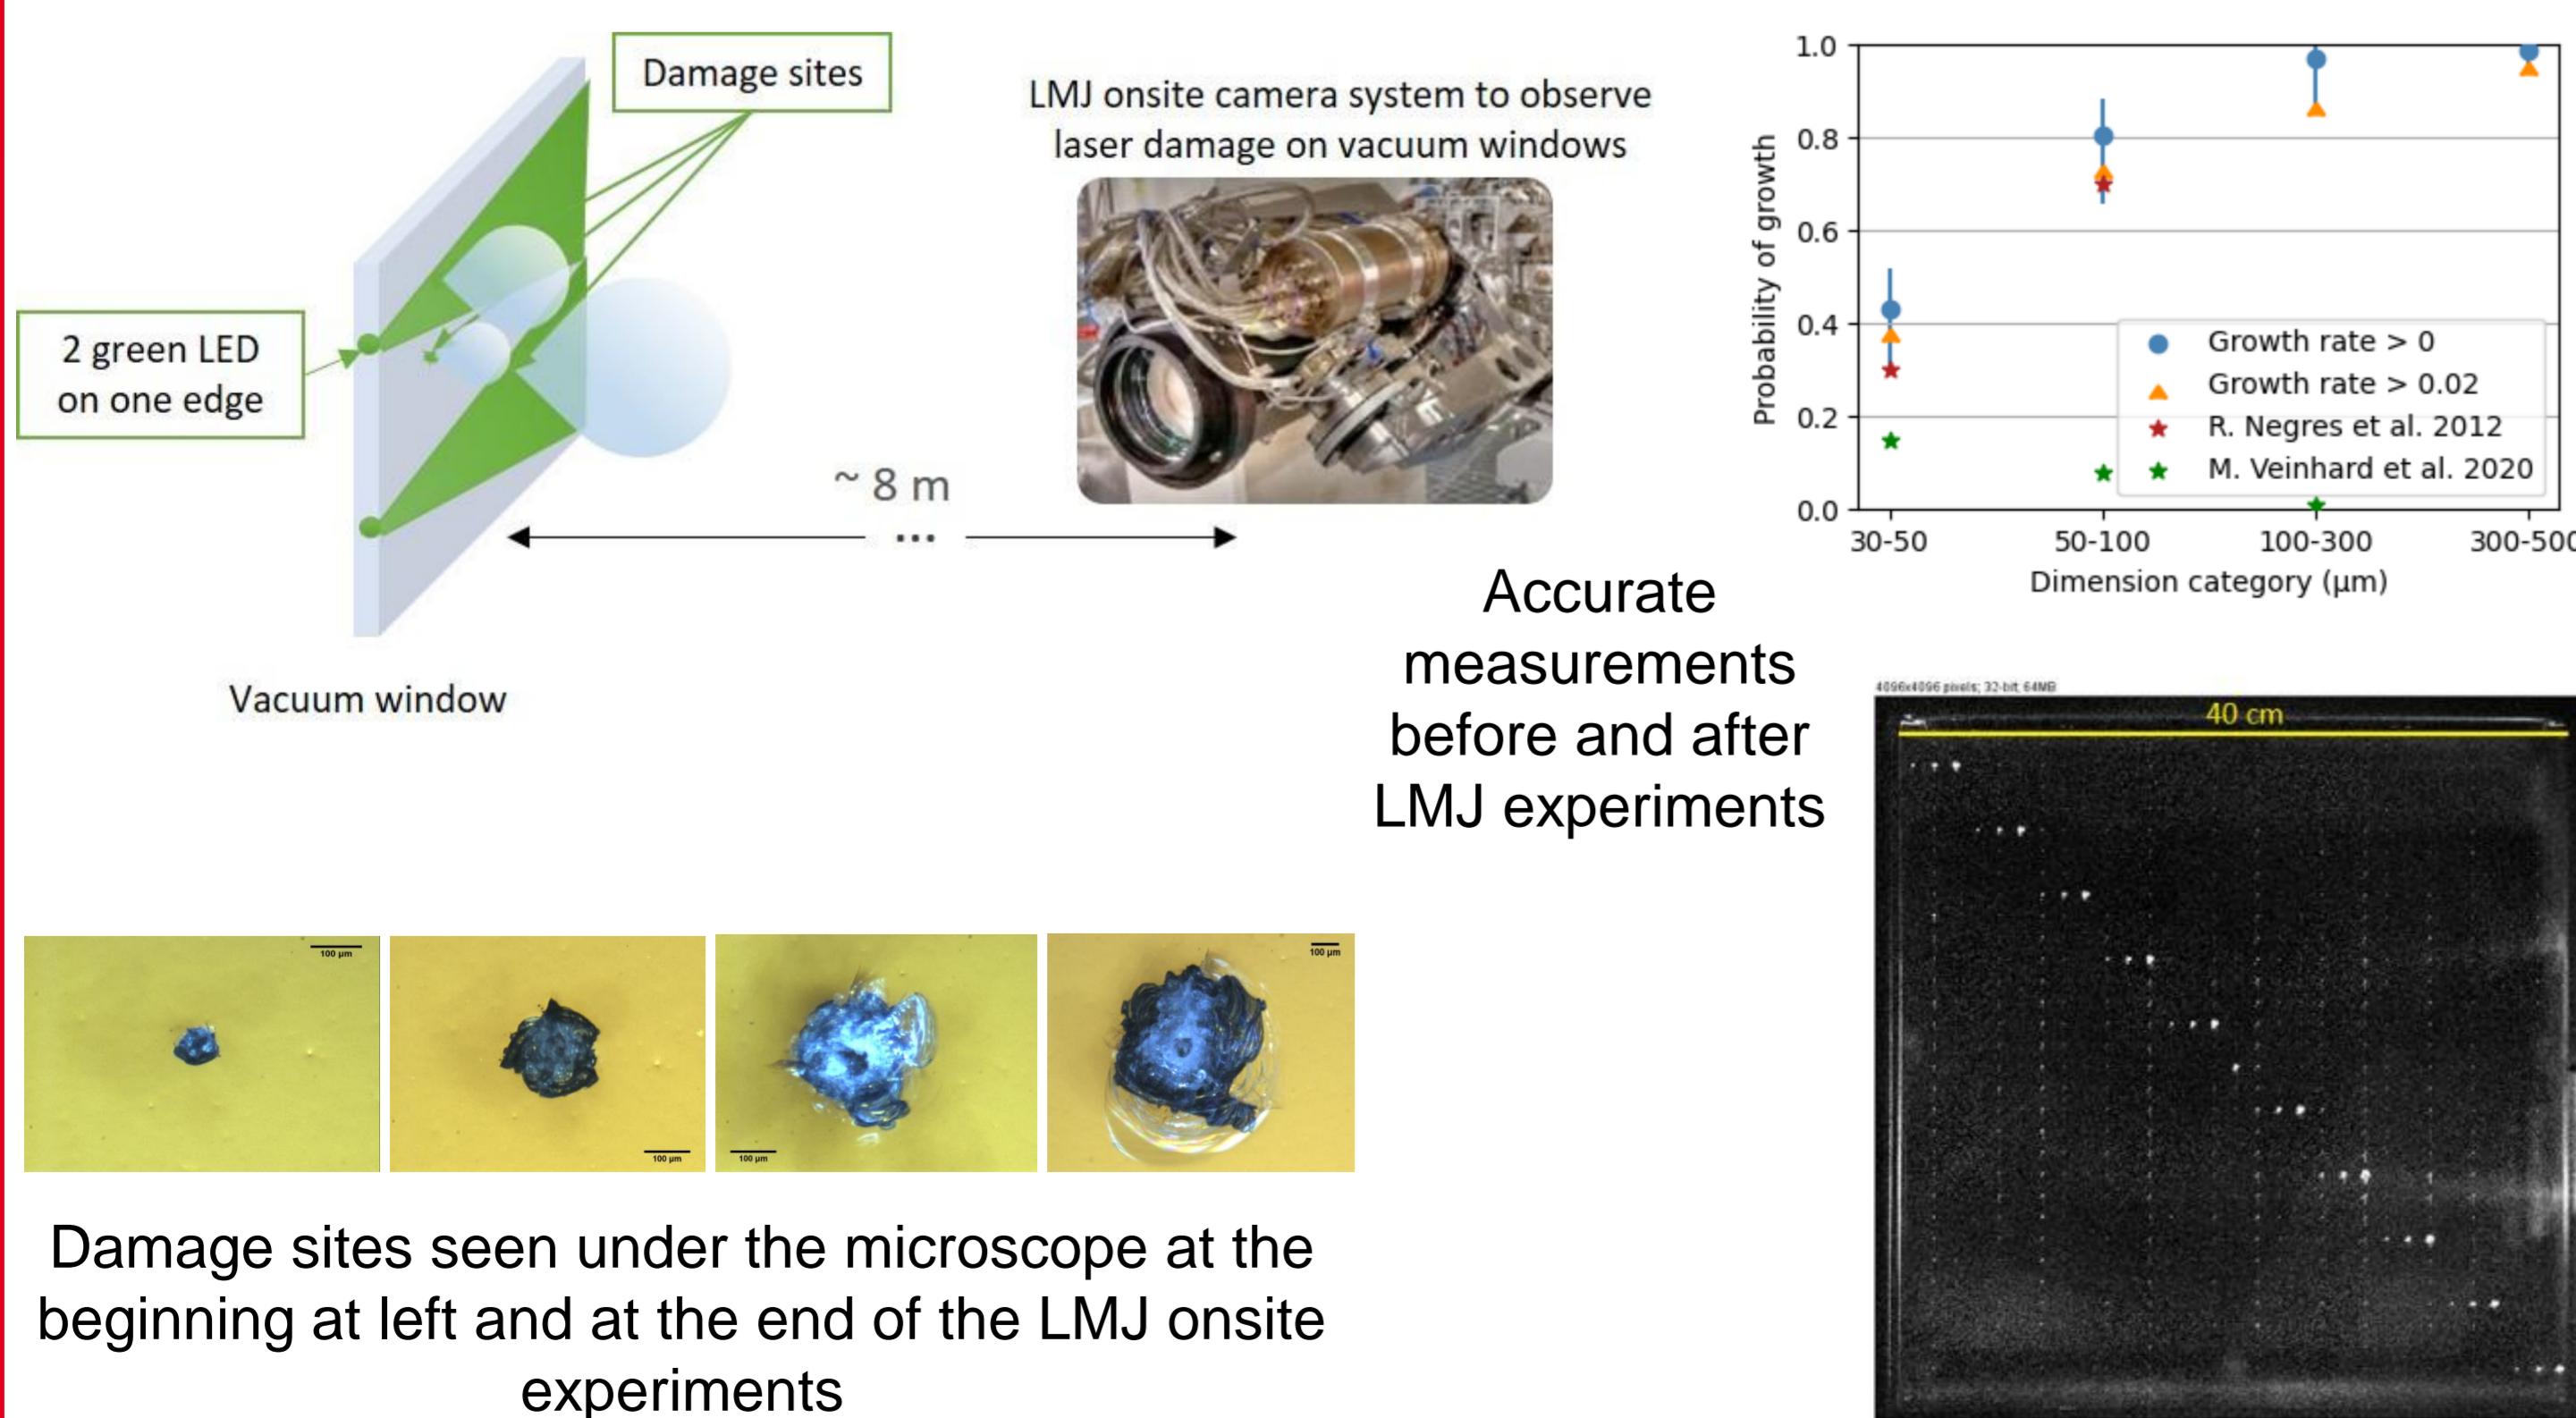 Damage sites
2 green LED
on one edge
Vacuum window
~ 8 m
...
LMJ onsite camera system to observe
laser damage on vacuum windows
Probability of growth
1.0
0.8
0.6
0.4
0.2
0.0
Growth rate > 0
Growth rate > 0.02
R. Negres et al. 2012
M. Veinhard et al. 2020
30-50
50-100
100-300
300-500
Dimension category (µm)
Accurate
measurements
before and after
LMJ experiments
4096x4096 pixels; 32-bit; 64MB
40 cm
100 µm
100 µm
100 µm
100 µm
Damage sites seen under the microscope at the
beginning at left and at the end of the LMJ onsite
experiments